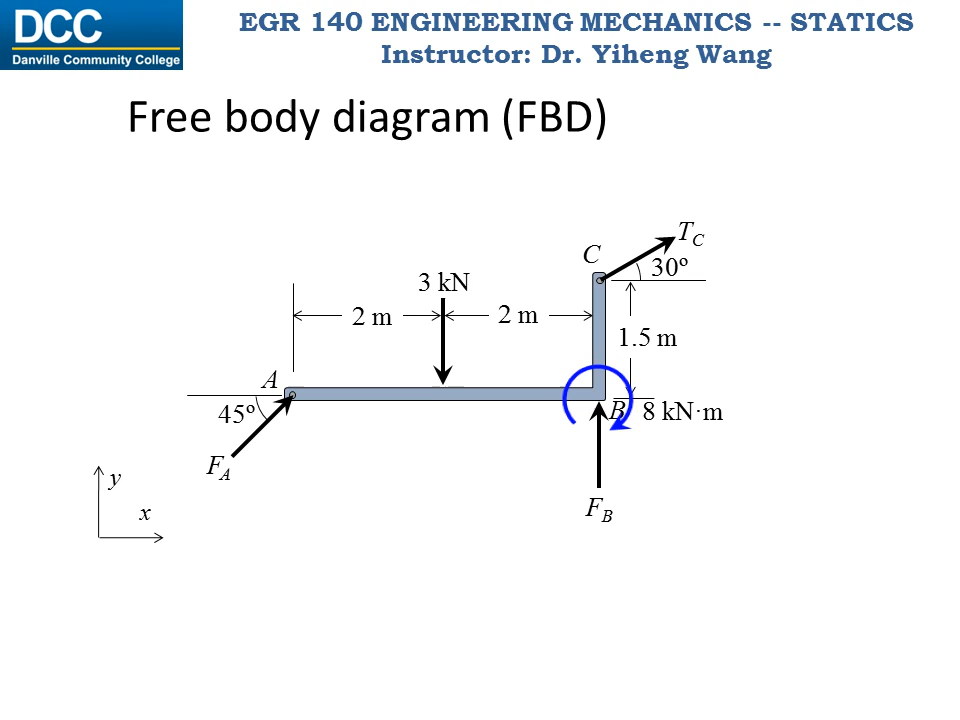 DCC
Danville Community College
EGR 140 ENGINEERING MECHANICS -- STATICS
Instructor: Dr. Yiheng Wang
Free body diagram (FBD)
T_C
C
30º
3 kN
2 m
2 m
1.5 m
A
45º
B
8 kN·m
F_A
y
x
F_B